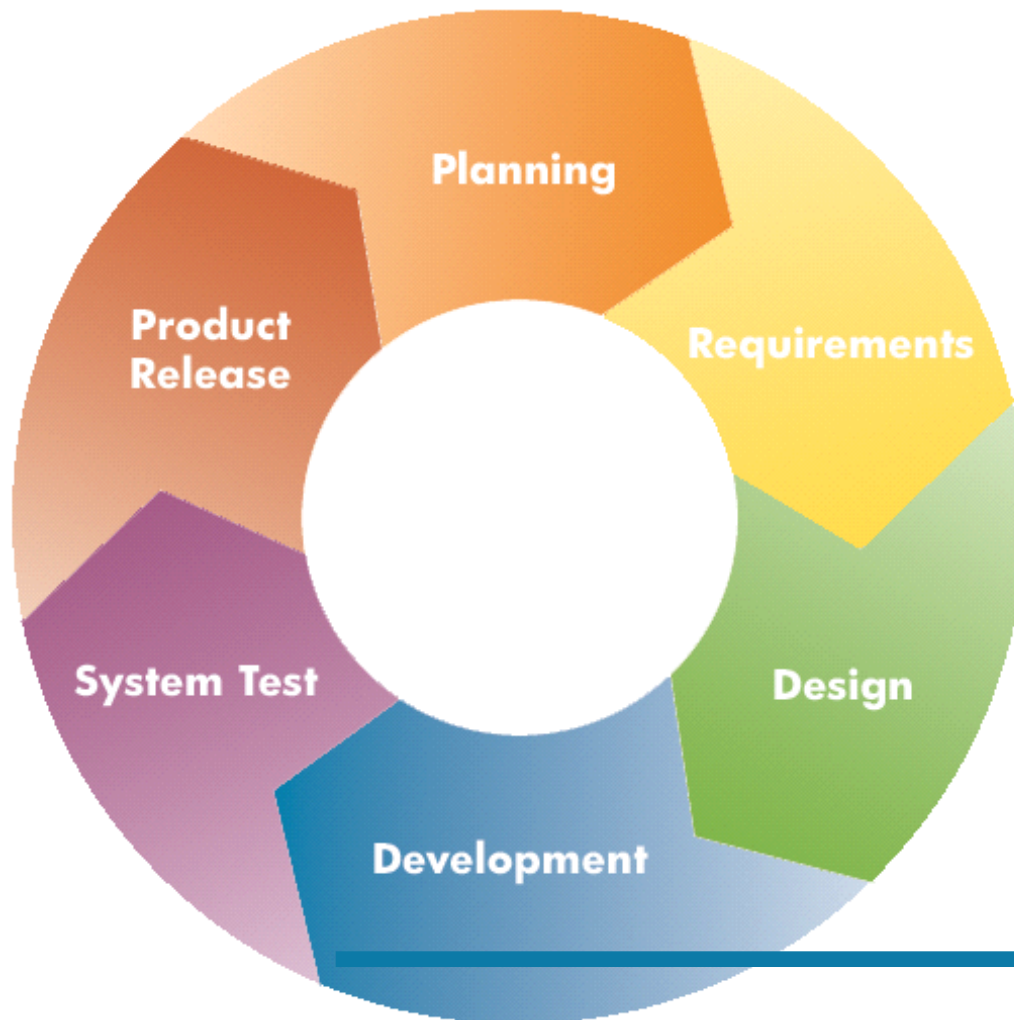 Planning
Requirements
Design
Development
System Test
Product
Release